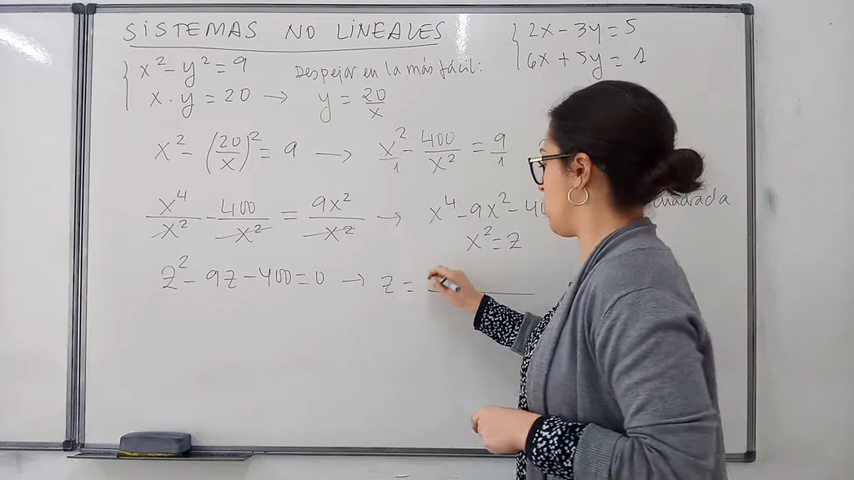 SISTEMAS NO LINEALES
2x - 3y = 5
6x + 5y = 1
x² - y² = 9
Despejar en la más fácil:
x · y = 20 → y = 20/x
x² - (20/x)² = 9 → x²/1 - 400/x² = 9/1
x⁴/x² - 400/x² = 9x²/x² → x⁴ - 9x² - 40
x² = z
z² - 9z - 400 = 0 → z =